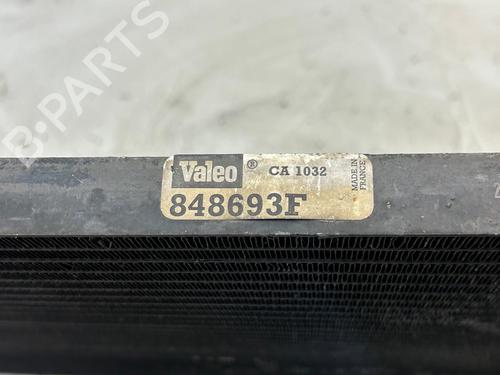 B-PARTS
Valeo ® CA 1032
848693F
MADE IN
FRANCE